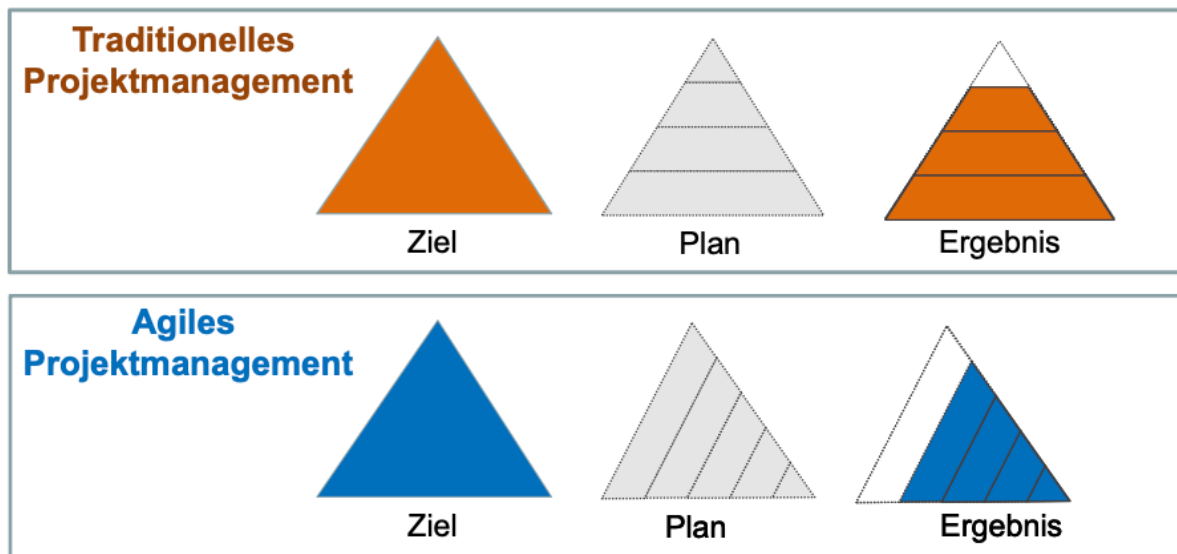 Traditionelles
Projektmanagement
Ziel
Plan
Ergebnis
Agiles
Projektmanagement
Ziel
Plan
Ergebnis